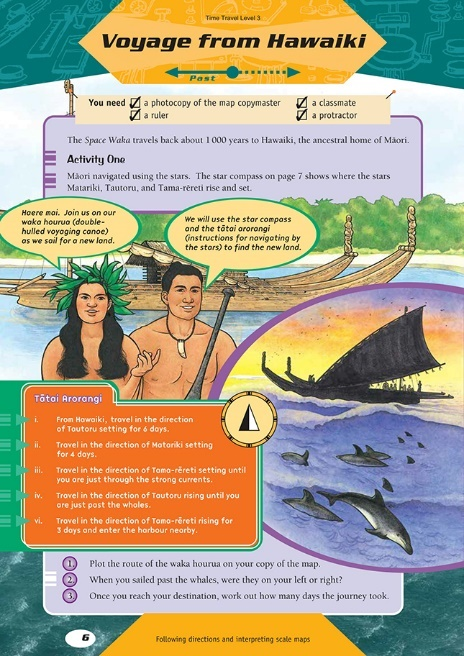 Time Travel Level 3
Voyage from Hawaiki
Past
You need
a photocopy of the map copymaster
a ruler
a classmate
a protractor
The Space Waka travels back about 1 000 years to Hawaiki, the ancestral home of Māori.
Activity One
Māori navigated using the stars. The star compass on page 7 shows where the stars
Matariki, Tautoru, and Tama-rēreti rise and set.
Haere mai. Join us on our
waka hourua (double-
hulled voyaging canoe)
as we sail for a new land.
We will use the star compass
and the tātai arorangi
(instructions for navigating by
the stars) to find the new land.
Tātai Arorangi
i. From Hawaiki, travel in the direction
of Tautoru setting for 6 days.
ii. Travel in the direction of Matariki setting
for 4 days.
iii. Travel in the direction of Tama-rēreti setting until
you are just through the strong currents.
iv. Travel in the direction of Tautoru rising until you
are just past the whales.
vi. Travel in the direction of Tama-rēreti rising for
3 days and enter the harbour nearby.
1 Plot the route of the waka hourua on your copy of the map.
2 When you sailed past the whales, were they on your left or right?
3 Once you reach your destination, work out how many days the journey took.
6
Following directions and interpreting scale maps